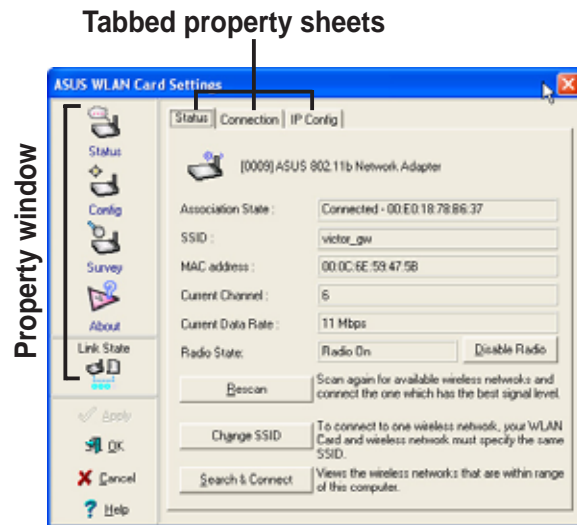 Tabbed property sheets
Property window
ASUS WLAN Card Settings
Status
Config
Survey
About
Link State
Apply
OK
Cancel
Help
Status Connection IP Config
[0009] ASUS 802.11b Network Adapter
Association State : Connected - 00:E0:18:78:B6:37
SSID : victor_gw
MAC address : 00:0C:6E:59:47:5B
Current Channel : 6
Current Data Rate : 11 Mbps
Radio State: Radio On Disable Radio
Rescan
Scan again for available wireless netwoks and
connect the one which has the best signal level.
Change SSID
To connect to one wireless network, your WLAN
Card and wireless network must specify the same
SSID.
Search & Connect
Views the wireless networks that are within range
of this computer.